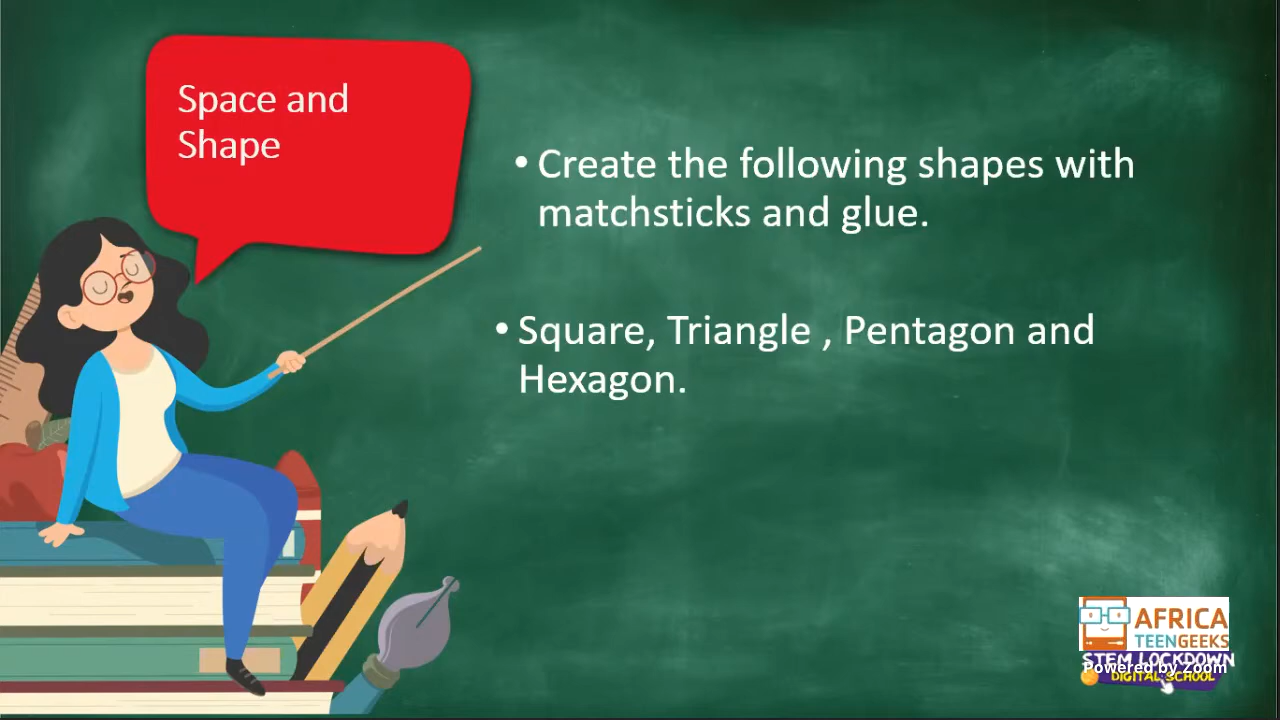 Space and
Shape
• Create the following shapes with
matchsticks and glue.
• Square, Triangle , Pentagon and
Hexagon.
AFRICA
TEENGEEKS
STEM LOCKDOWN
Powered by Zoom
DIGITAL SCHOOL